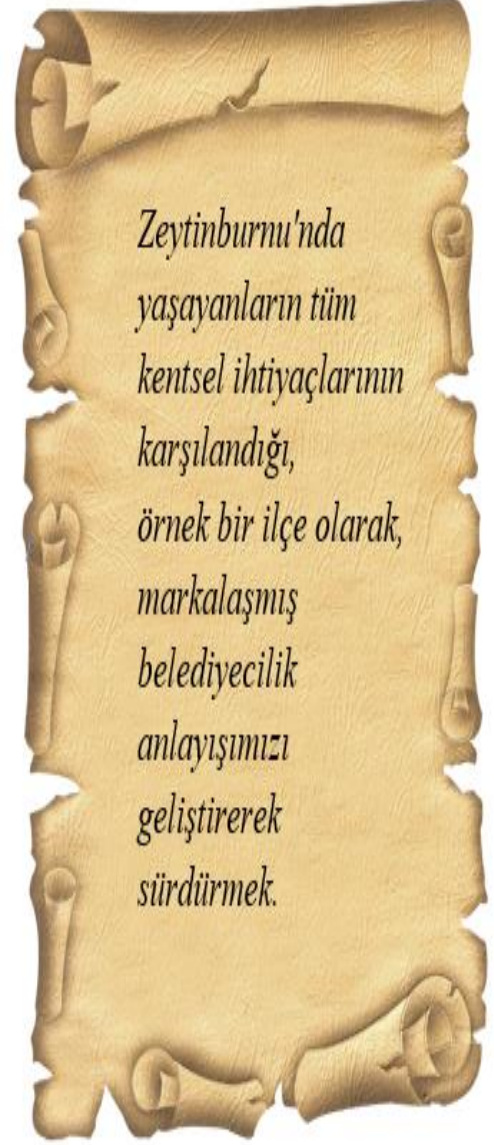 Zeytinburnu'nda
yaşayanların tüm
kentsel ihtiyaçlarının
karşılandığı,
örnek bir ilçe olarak,
markalaşmış
belediyecilik
anlayışımızı
geliştirerek
sürdürmek.